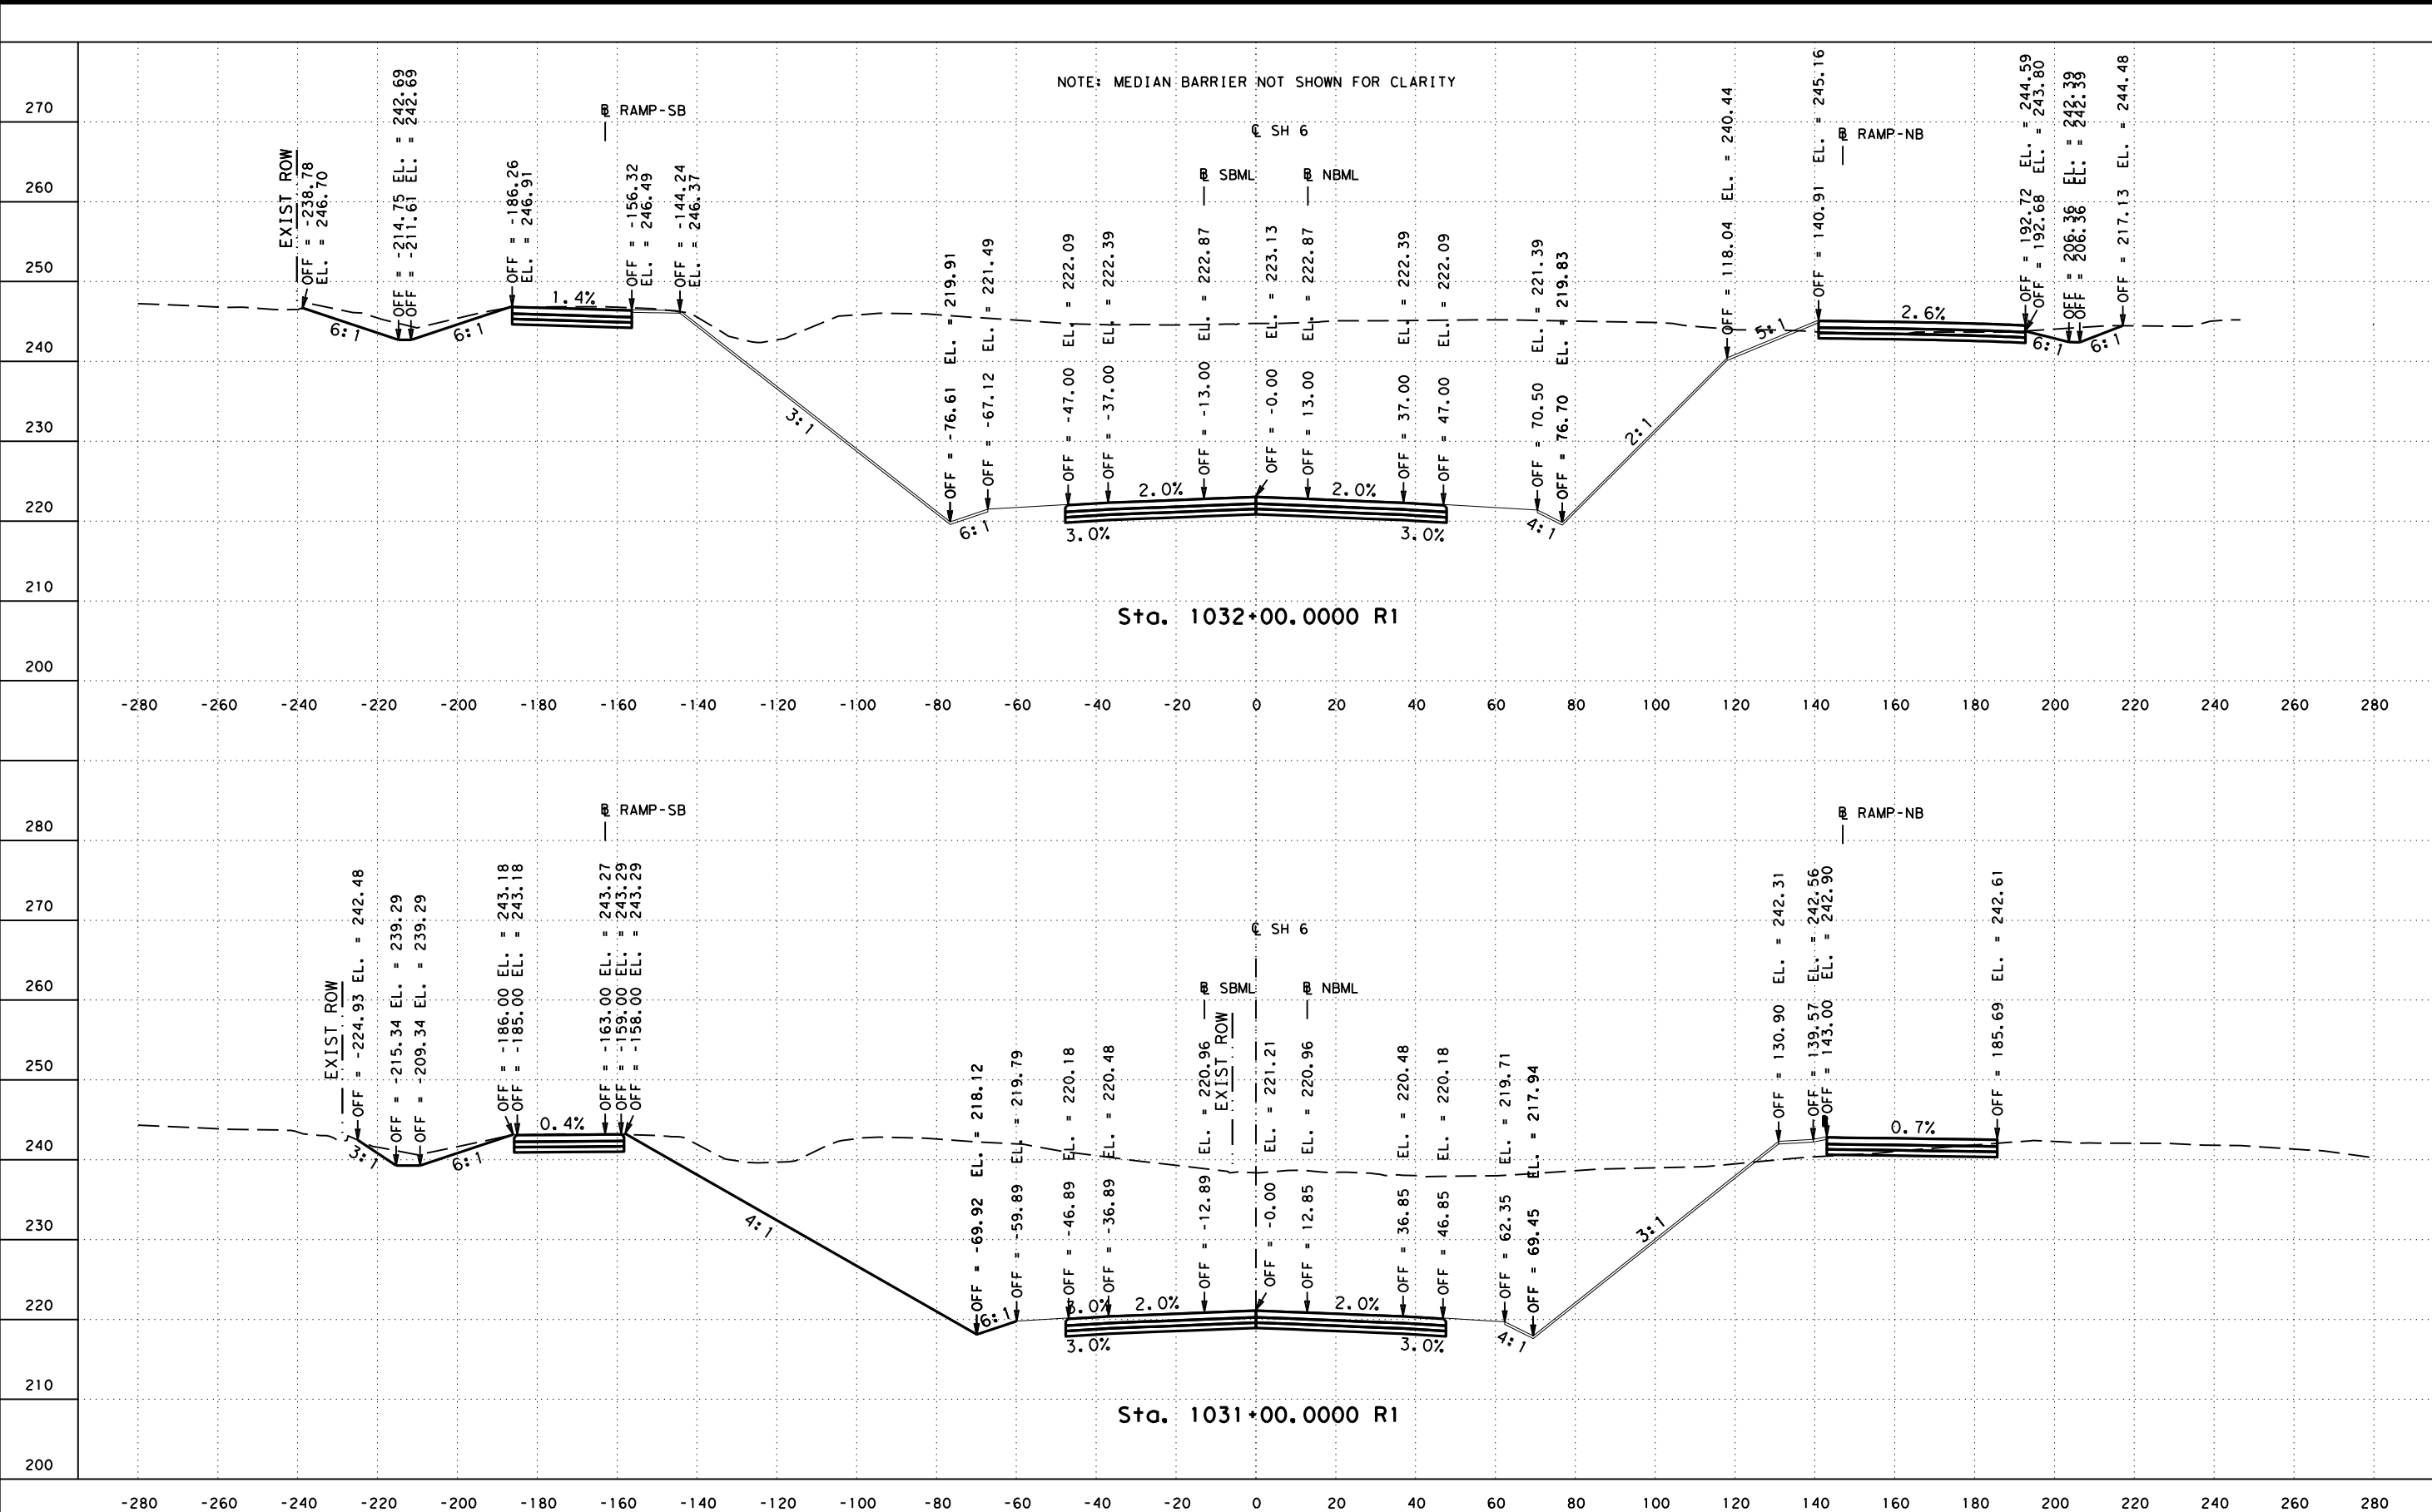 NOTE: MEDIAN BARRIER NOT SHOWN FOR CLARITY
270
260
250
240
230
220
210
200
EXIST ROW
OFF = -238.78
EL. = 246.70
OFF = -214.75 EL. = 242.69
OFF = -211.61 EL. = 242.69
OFF = -186.26
EL. = 246.91
℄ RAMP-SB
OFF = -156.32
EL. = 246.49
OFF = -144.24
EL. = 246.37
OFF = -76.61 EL. = 219.91
OFF = -67.12 EL. = 221.49
OFF = -47.00 EL. = 222.09
OFF = -37.00 EL. = 222.39
℄ SBML
OFF = -13.00 EL. = 222.87
℄ SH 6
OFF = -0.00 EL. = 223.13
℄ NBML
OFF = 13.00 EL. = 222.87
OFF = 37.00 EL. = 222.39
OFF = 47.00 EL. = 222.09
OFF = 70.50 EL. = 221.39
OFF = 76.70 EL. = 219.83
OFF = 118.04 EL. = 240.44
OFF = 140.91 EL. = 245.16
℄ RAMP-NB
OFF = 192.72 EL. = 244.59
OFF = 192.68 EL. = 243.80
OFF = 206.36 EL. = 242.39
OFF = 217.13 EL. = 244.48
6:1
6:1
1.4%
3:1
6:1
3.0%
2.0%
2.0%
3.0%
4:1
2:1
5:1
2.6%
6:1
6:1
Sta. 1032+00.0000 R1
-280 -260 -240 -220 -200 -180 -160 -140 -120 -100 -80 -60 -40 -20 0 20 40 60 80 100 120 140 160 180 200 220 240 260 280
280
270
260
250
240
230
220
210
200
EXIST ROW
OFF = -224.93 EL. = 242.48
OFF = -215.34 EL. = 239.29
OFF = -209.34 EL. = 239.29
OFF = -186.00 EL. = 243.18
OFF = -185.00 EL. = 243.18
℄ RAMP-SB
OFF = -163.00 EL. = 243.27
OFF = -159.00 EL. = 243.29
OFF = -158.00 EL. = 243.29
OFF = -69.92 EL. = 218.12
OFF = -59.89 EL. = 219.79
OFF = -46.89 EL. = 220.18
OFF = -36.89 EL. = 220.48
℄ SBML
OFF = -12.89 EL. = 220.96
EXIST ROW
℄ SH 6
OFF = -0.00 EL. = 221.21
℄ NBML
OFF = 12.85 EL. = 220.96
OFF = 36.85 EL. = 220.48
OFF = 46.85 EL. = 220.18
OFF = 62.35 EL. = 219.71
OFF = 69.45 EL. = 217.94
OFF = 130.90 EL. = 242.31
OFF = 139.57 EL. = 242.56
OFF = 143.00 EL. = 242.90
℄ RAMP-NB
OFF = 185.69 EL. = 242.61
3:1
6:1
0.4%
4:1
6:1
3.0%
3.0%
2.0%
2.0%
3.0%
4:1
3:1
0.7%
Sta. 1031+00.0000 R1
-280 -260 -240 -220 -200 -180 -160 -140 -120 -100 -80 -60 -40 -20 0 20 40 60 80 100 120 140 160 180 200 220 240 260 280